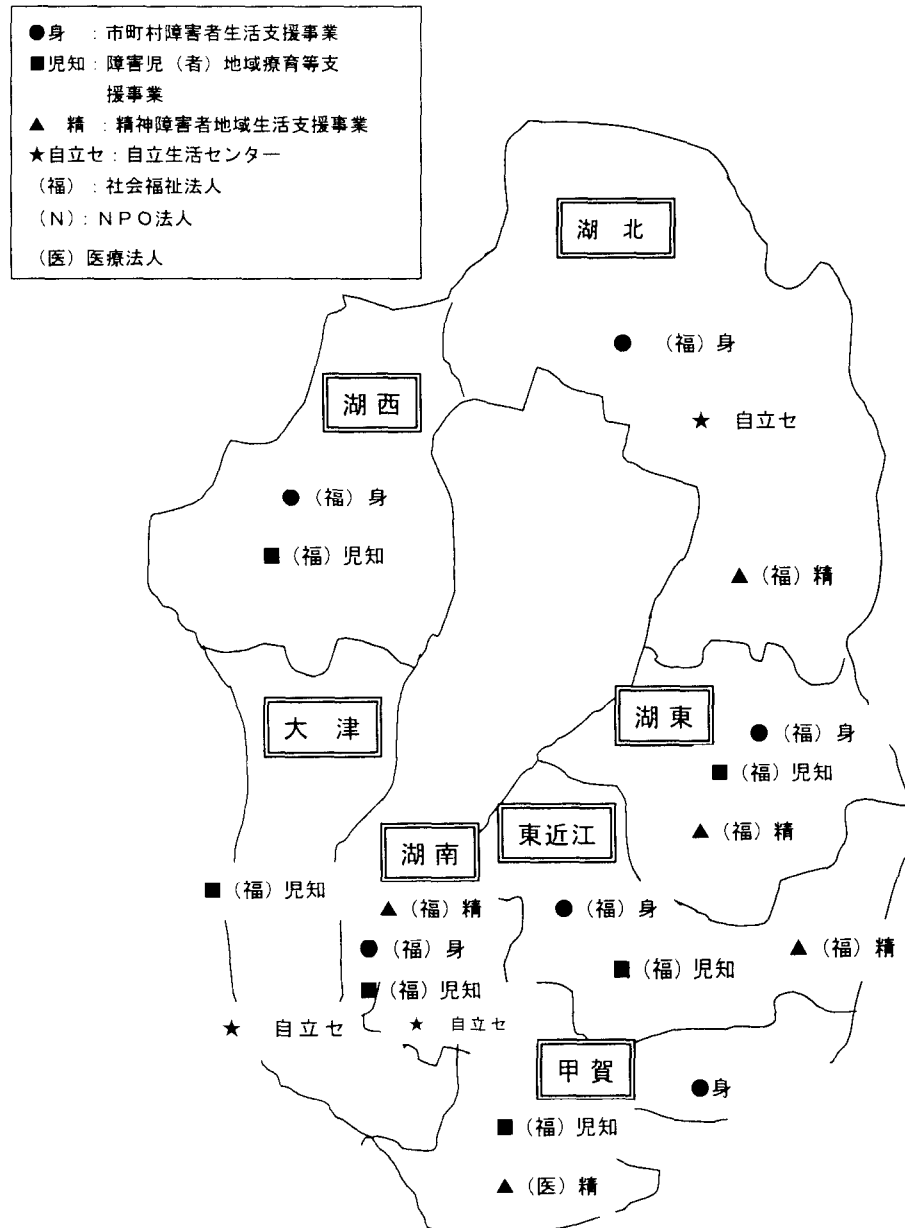 ●身　：市町村障害者生活支援事業
■児知：障害児（者）地域療育等支
援事業
▲　精　：精神障害者地域生活支援事業
★自立セ：自立生活センター
（福）：社会福祉法人
（N）：NPO法人
（医）医療法人
湖　北
●　（福）身
★　自立セ
▲（福）精
湖西
●（福）身
■（福）児知
大　津
■（福）児知
★　自立セ
湖東
●（福）身
■（福）児知
▲（福）精
東近江
●（福）身
■（福）児知
▲（福）精
湖南
▲（福）精
●（福）身
■（福）児知
★　自立セ
甲賀
●身
■（福）児知
▲（医）精